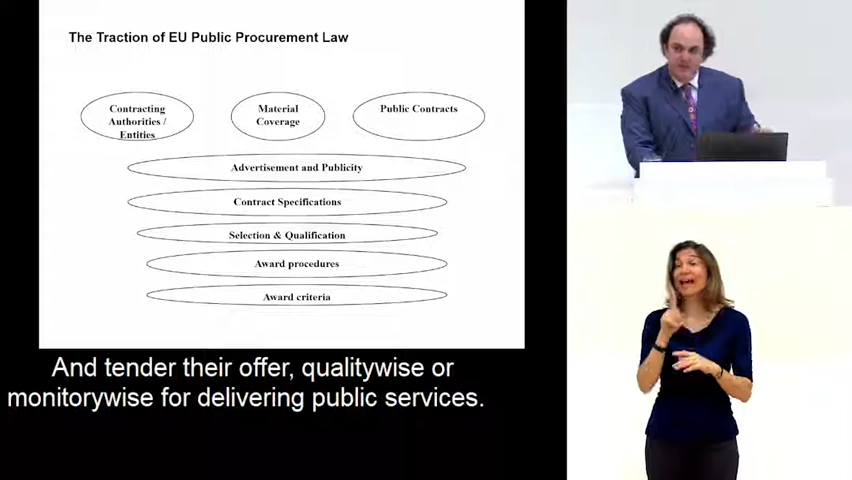 The Traction of EU Public Procurement Law
Contracting
Authorities /
Entities
Material
Coverage
Public Contracts
Advertisement and Publicity
Contract Specifications
Selection & Qualification
Award procedures
Award criteria
And tender their offer, qualitywise or
monitorywise for delivering public services.